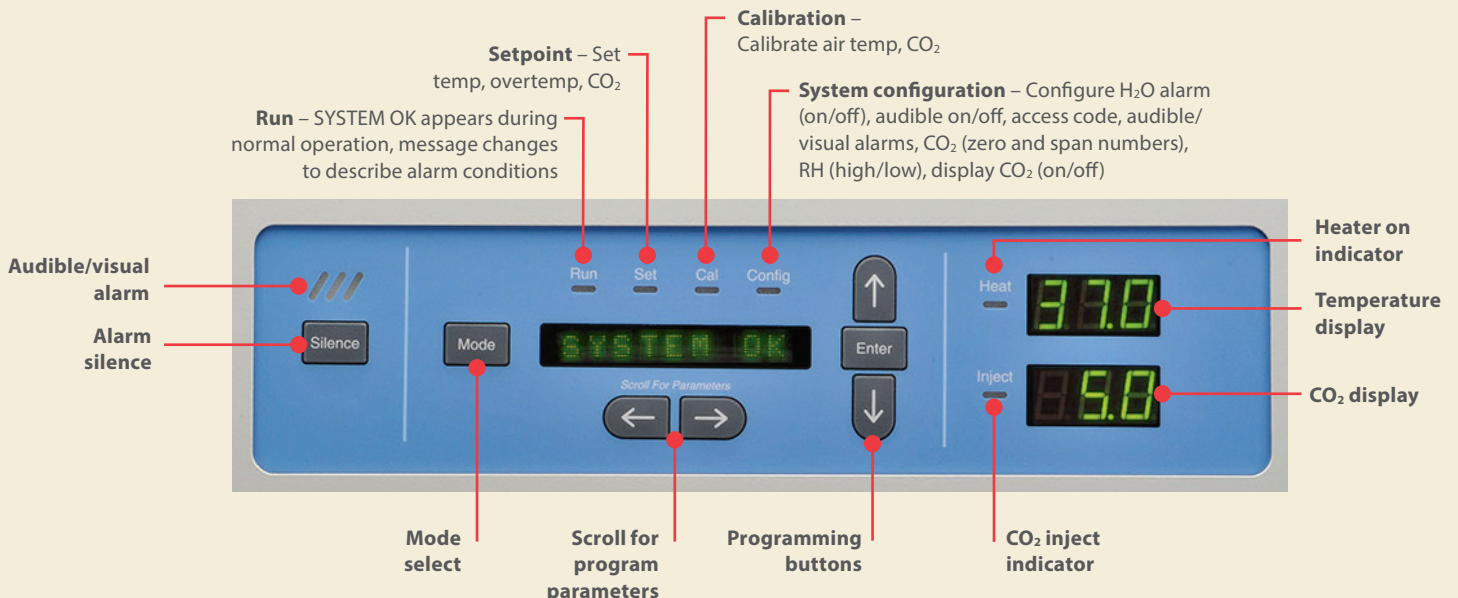 Calibration –
Calibrate air temp, CO₂
Setpoint – Set
temp, overtemp, CO₂
System configuration – Configure H₂O alarm
(on/off), audible on/off, access code, audible/
visual alarms, CO₂ (zero and span numbers),
RH (high/low), display CO₂ (on/off)
Run – SYSTEM OK appears during
normal operation, message changes
to describe alarm conditions
Audible/visual
alarm
Alarm
silence
Run Set Cal Config
Silence
Mode
SYSTEM OK
Scroll For Parameters
← →
↑
Enter
↓
Heat
37.0
Inject
5.0
Heater on
indicator
Temperature
display
CO₂ display
Mode
select
Scroll for
program
parameters
Programming
buttons
CO₂ inject
indicator